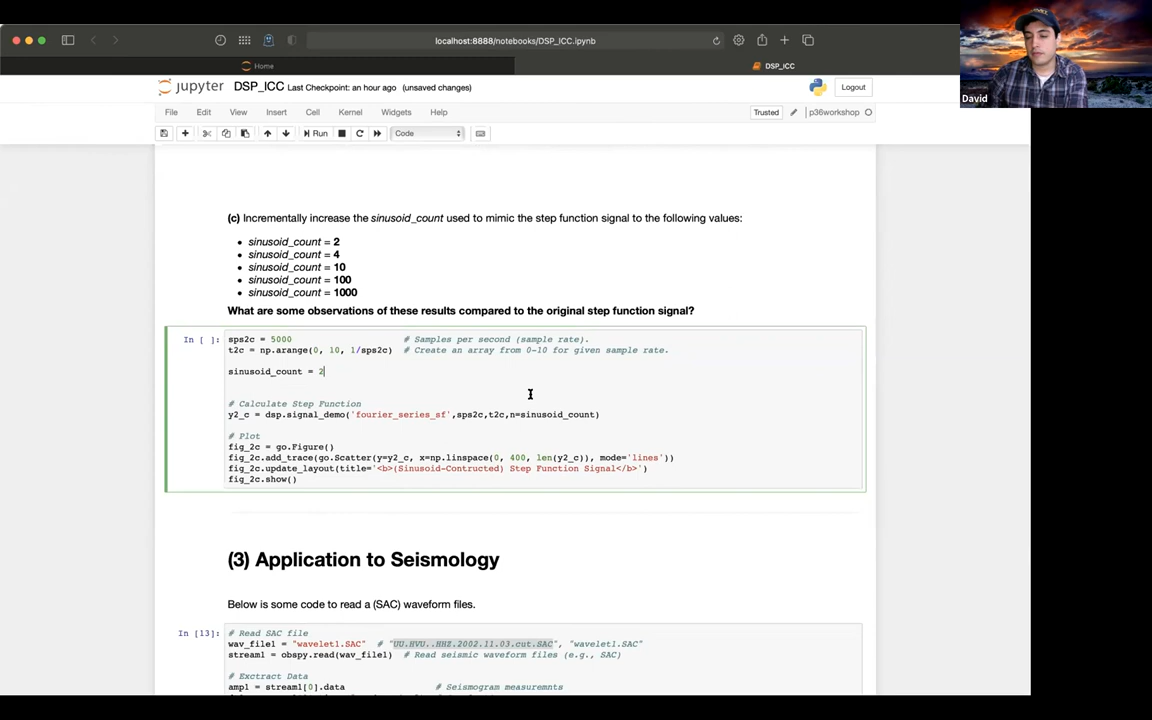 localhost:8888/notebooks/DSP_ICC.ipynb
Home
DSP_ICC
David
jupyter DSP_ICC Last Checkpoint: an hour ago (unsaved changes)
Logout
File Edit View Insert Cell Kernel Widgets Help
Trusted
p36workshop
Run
Code
(c) Incrementally increase the sinusoid_count used to mimic the step function signal to the following values:
• sinusoid_count = 2
• sinusoid_count = 4
• sinusoid_count = 10
• sinusoid_count = 100
• sinusoid_count = 1000
What are some observations of these results compared to the original step function signal?
In [ ]: sps2c = 5000 # Samples per second (sample rate).
t2c = np.arange(0, 10, 1/sps2c) # Create an array from 0-10 for given sample rate.
sinusoid_count = 2
# Calculate Step Function
y2_c = dsp.signal_demo('fourier_series_sf',sps2c,t2c,n=sinusoid_count)
# Plot
fig_2c = go.Figure()
fig_2c.add_trace(go.Scatter(y=y2_c, x=np.linspace(0, 400, len(y2_c)), mode='lines'))
fig_2c.update_layout(title='<b>(Sinusoid-Contructed) Step Function Signal</b>')
fig_2c.show()
(3) Application to Seismology
Below is some code to read a (SAC) waveform files.
In [13]: # Read SAC file
wav_file1 = "wavelet1.SAC" # "UU.HVU..HHZ.2002.11.03.cut.SAC", "wavelet1.SAC"
stream1 = obspy.read(wav_file1) # Read seismic waveform files (e.g., SAC)
# Exctract Data
amp1 = stream1[0].data # Seismogram measuremnts